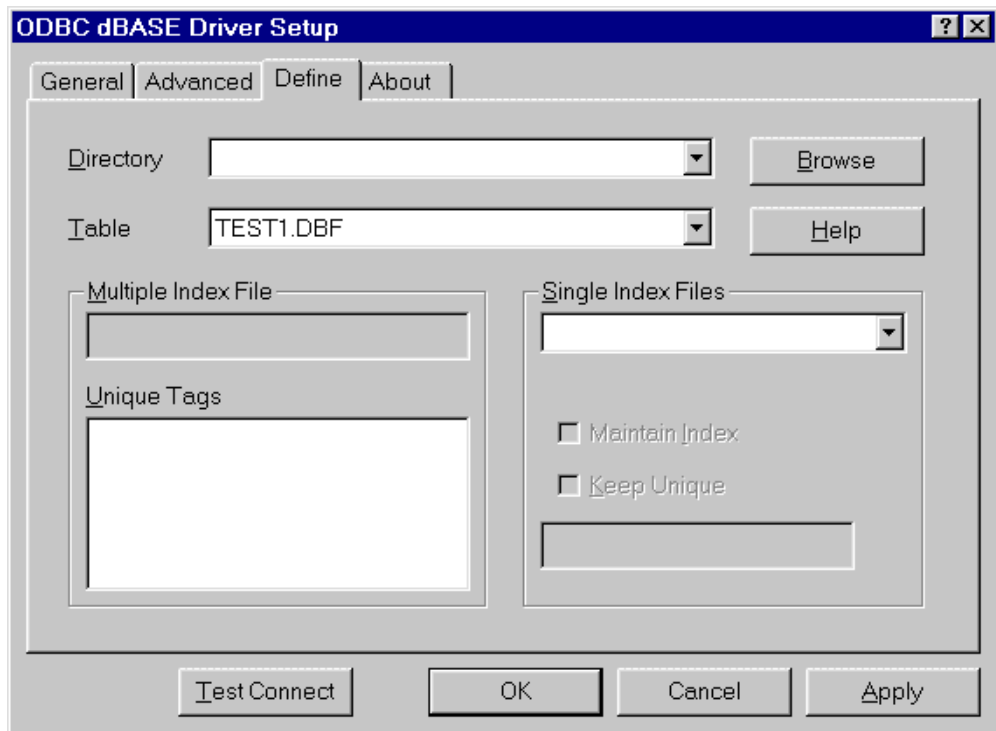 ODBC dBASE Driver Setup
General Advanced Define About
Directory Browse
Table TEST1.DBF Help
Multiple Index File
Unique Tags
Single Index Files
Maintain Index
Keep Unique
Test Connect OK Cancel Apply